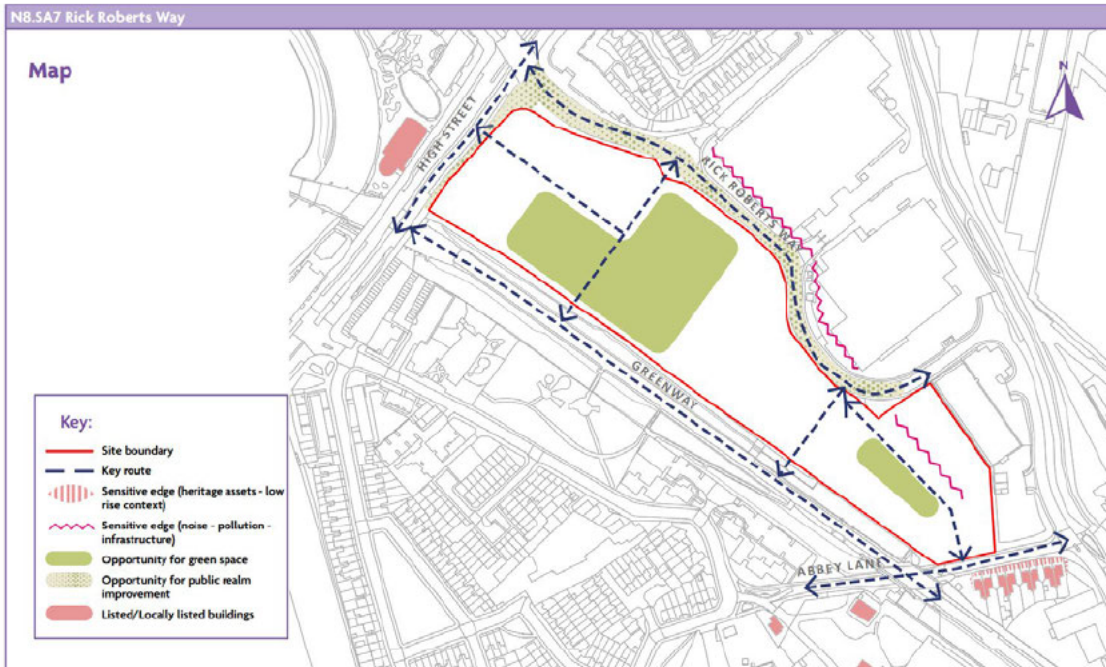 N8.SA7 Rick Roberts Way
Map
N
HIGH STREET
RICK ROBERTS WAY
GREENWAY
ABBEY LANE
Key:
Site boundary
Key route
Sensitive edge (heritage assets - low
rise context)
Sensitive edge (noise - pollution -
infrastructure)
Opportunity for green space
Opportunity for public realm
improvement
Listed/Locally listed buildings